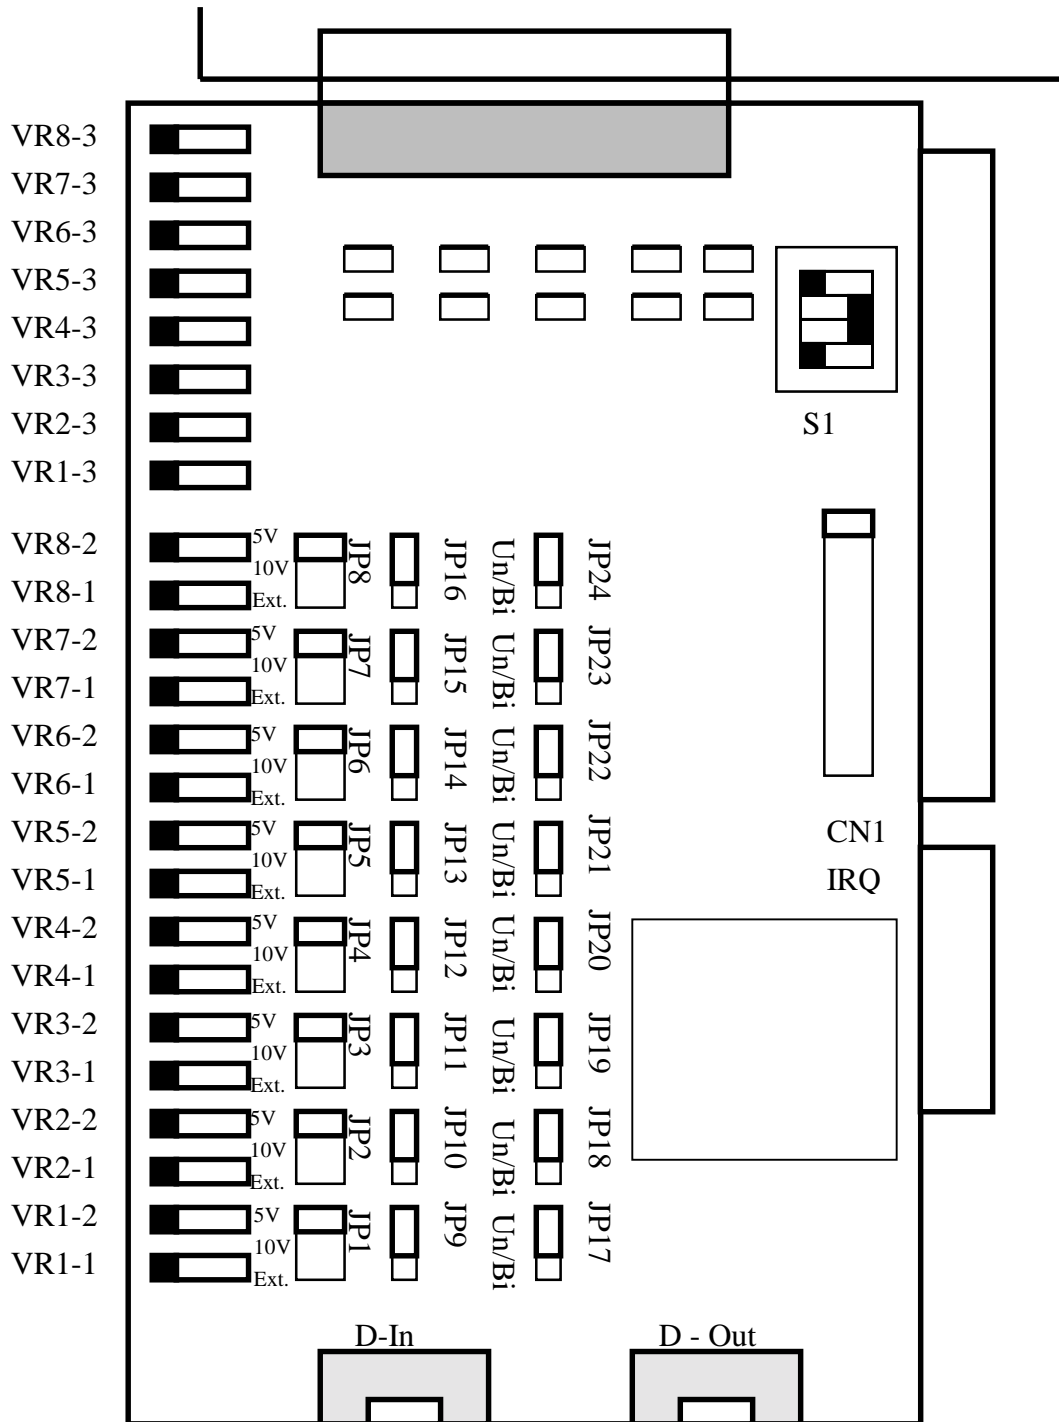 VR8-3
VR7-3
VR6-3
VR5-3
VR4-3
VR3-3
VR2-3
VR1-3
S1
VR8-2
5V
10V
VR8-1
Ext.
JP8
JP16
Un/Bi
JP24
VR7-2
5V
10V
VR7-1
Ext.
JP7
JP15
Un/Bi
JP23
VR6-2
5V
10V
VR6-1
Ext.
JP6
JP14
Un/Bi
JP22
VR5-2
5V
10V
VR5-1
Ext.
JP5
JP13
Un/Bi
JP21
CN1
IRQ
VR4-2
5V
10V
VR4-1
Ext.
JP4
JP12
Un/Bi
JP20
VR3-2
5V
10V
VR3-1
Ext.
JP3
JP11
Un/Bi
JP19
VR2-2
5V
10V
VR2-1
Ext.
JP2
JP10
Un/Bi
JP18
VR1-2
5V
10V
VR1-1
Ext.
JP1
JP9
Un/Bi
JP17
D-In
D - Out